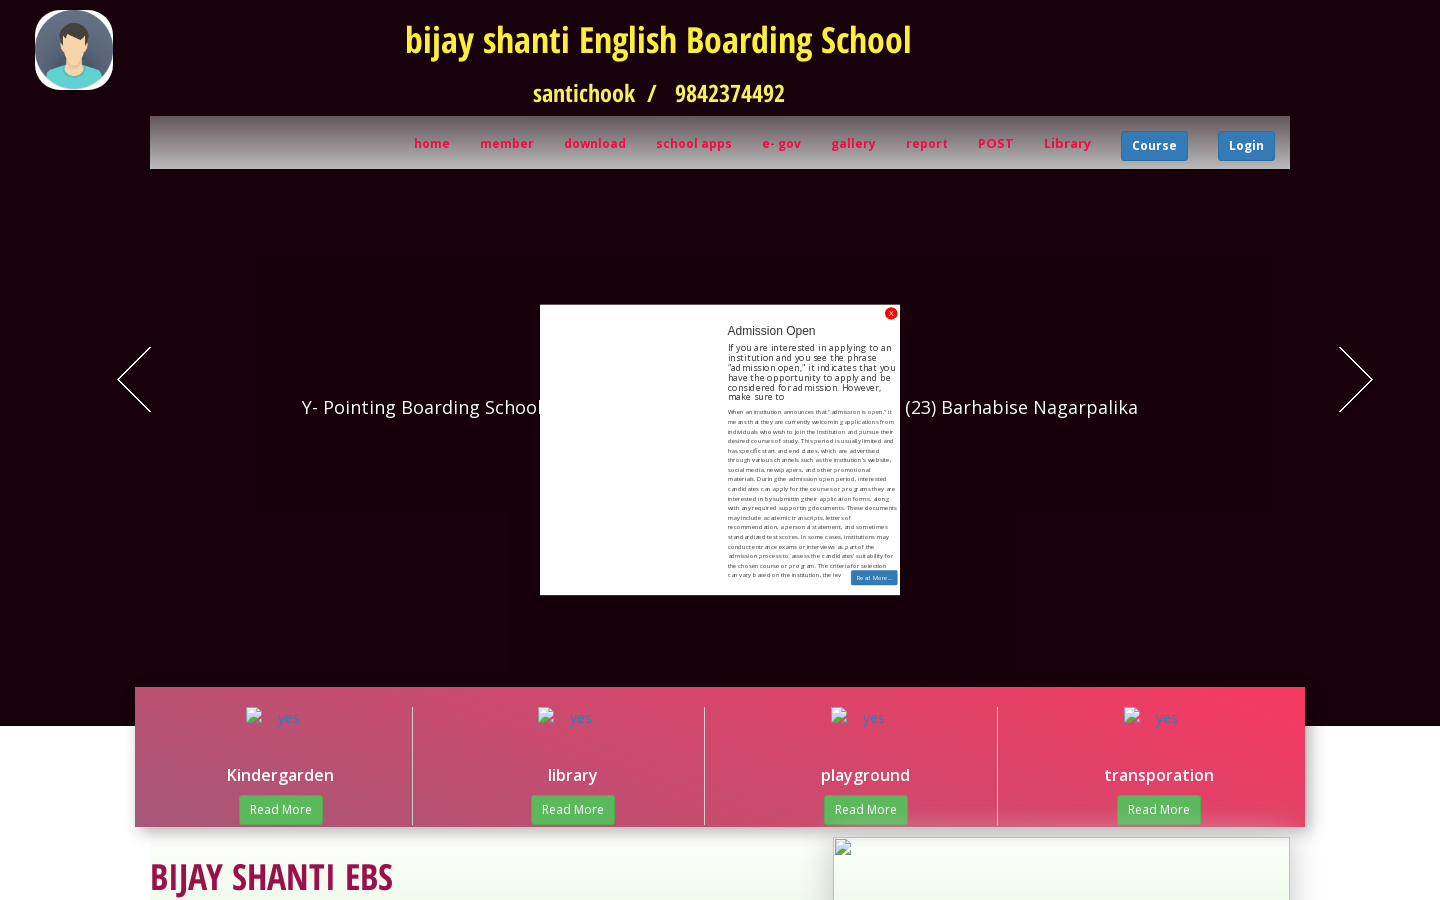 bijay shanti English Boarding School
santichook / 9842374492
home member download school apps e- gov gallery report POST Library Course Login
X
Admission Open
If you are interested in applying to an
institution and you see the phrase
"admission open," it indicates that you
have the opportunity to apply and be
considered for admission. However,
make sure to
When an institution announces that "admission is open," it
means that they are currently welcoming applications from
individuals who wish to join the institution and pursue their
desired courses of study. This period is usually limited and
has specific start and end dates, which are advertised
through various channels such as the institution's website,
social media, newspapers, and other promotional
materials. During the admission open period, interested
candidates can apply for the courses or programs they are
interested in by submitting their application forms, along
with any required supporting documents. These documents
may include academic transcripts, letters of
recommendation, a personal statement, and sometimes
standardized test scores. In some cases, institutions may
conduct entrance exams or interviews as part of the
admission process to assess the candidates' suitability for
the chosen course or program. The criteria for selection
can vary based on the institution, the lev
Read More...
Y- Pointing Boarding School (23) Barhabise Nagarpalika
yes yes yes yes
Kindergarden library playground transporation
Read More Read More Read More Read More
BIJAY SHANTI EBS